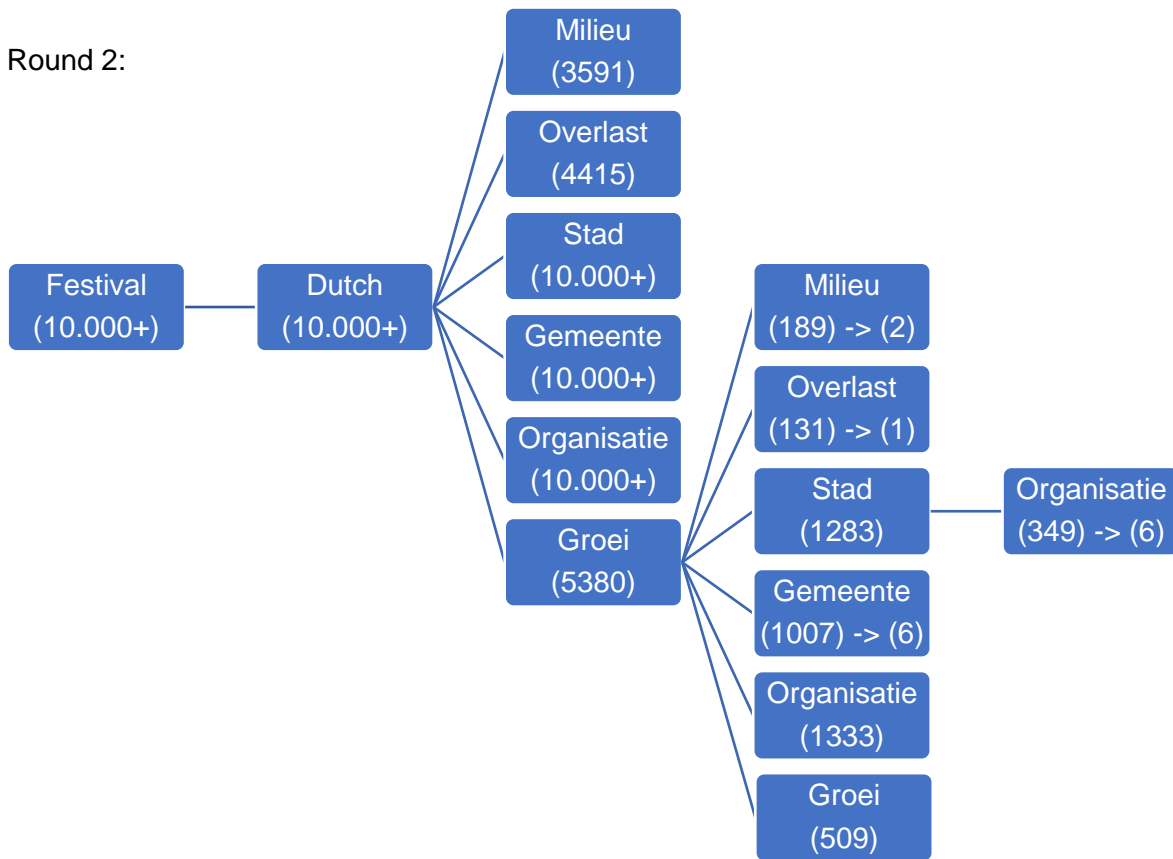 Round 2:
Festival
(10.000+)
Dutch
(10.000+)
Milieu
(3591)
Overlast
(4415)
Stad
(10.000+)
Gemeente
(10.000+)
Organisatie
(10.000+)
Groei
(5380)
Milieu
(189) -> (2)
Overlast
(131) -> (1)
Stad
(1283)
Gemeente
(1007) -> (6)
Organisatie
(1333)
Groei
(509)
Organisatie
(349) -> (6)